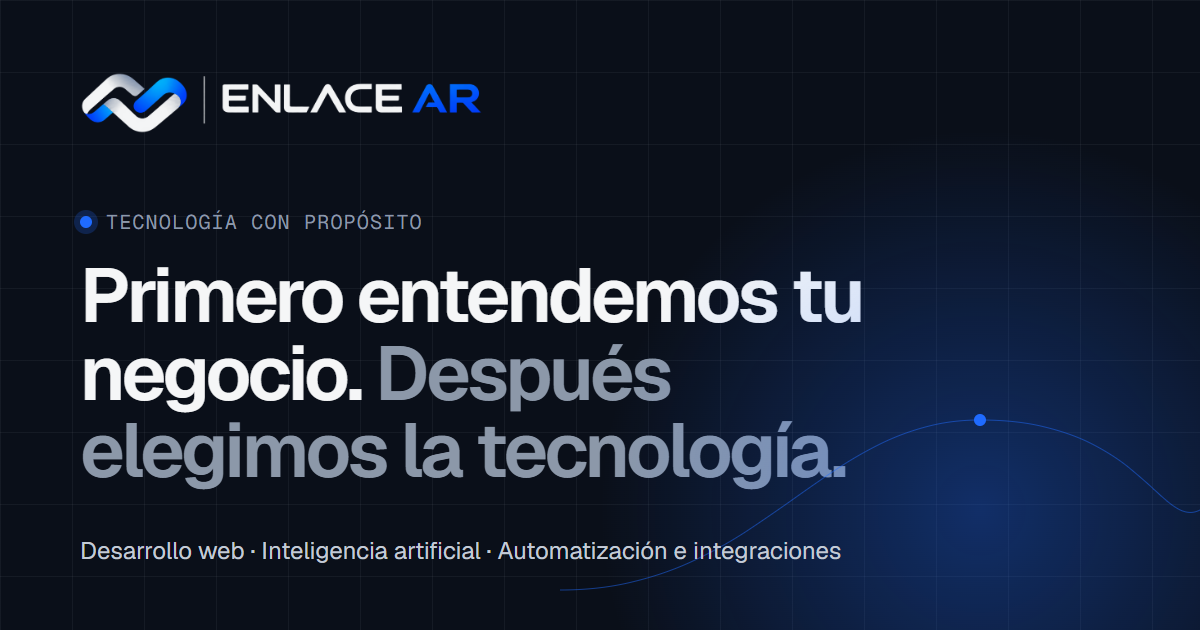 ENLACE AR
TECNOLOGÍA CON PROPÓSITO
Primero entendemos tu
negocio. Después
elegimos la tecnología.
Desarrollo web · Inteligencia artificial · Automatización e integraciones